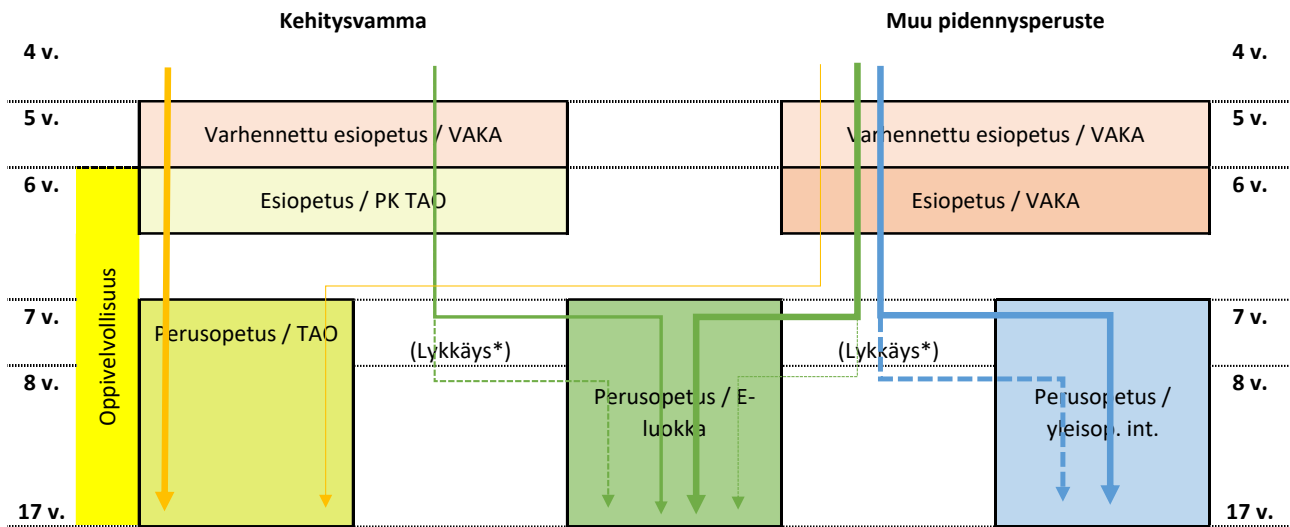 Kehitysvamma
Muu pidennysperuste
4 v.
4 v.
5 v.
Varhennettu esiopetus / VAKA
Varhennettu esiopetus / VAKA
5 v.
6 v.
Esiopetus / PK TAO
Esiopetus / VAKA
6 v.
Oppivelvollisuus
7 v.
Perusopetus / TAO
(Lykkäys*)
(Lykkäys*)
7 v.
8 v.
Perusopetus / E-
luokka
Perusopetus /
yleisop. int.
8 v.
17 v.
17 v.